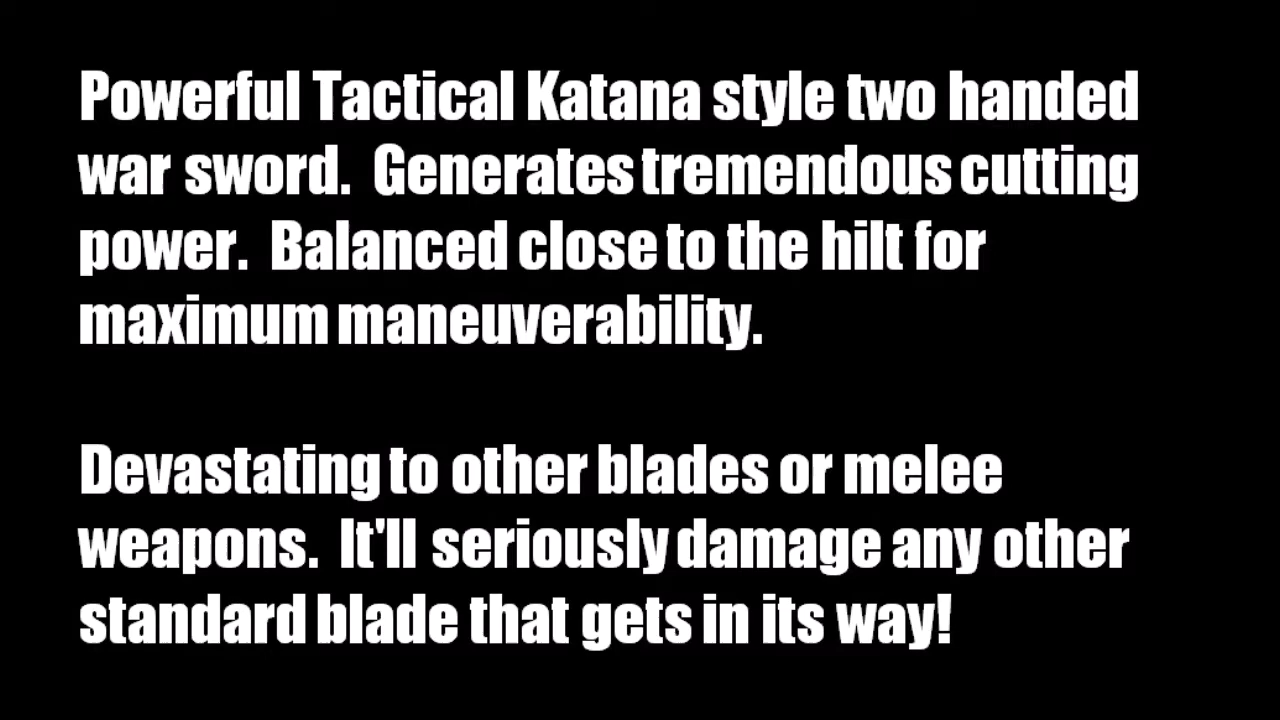 Powerful Tactical Katana style two handed
war sword.  Generates tremendous cutting
power.  Balanced close to the hilt for
maximum maneuverability.
Devastating to other blades or melee
weapons.  It'll seriously damage any other
standard blade that gets in its way!